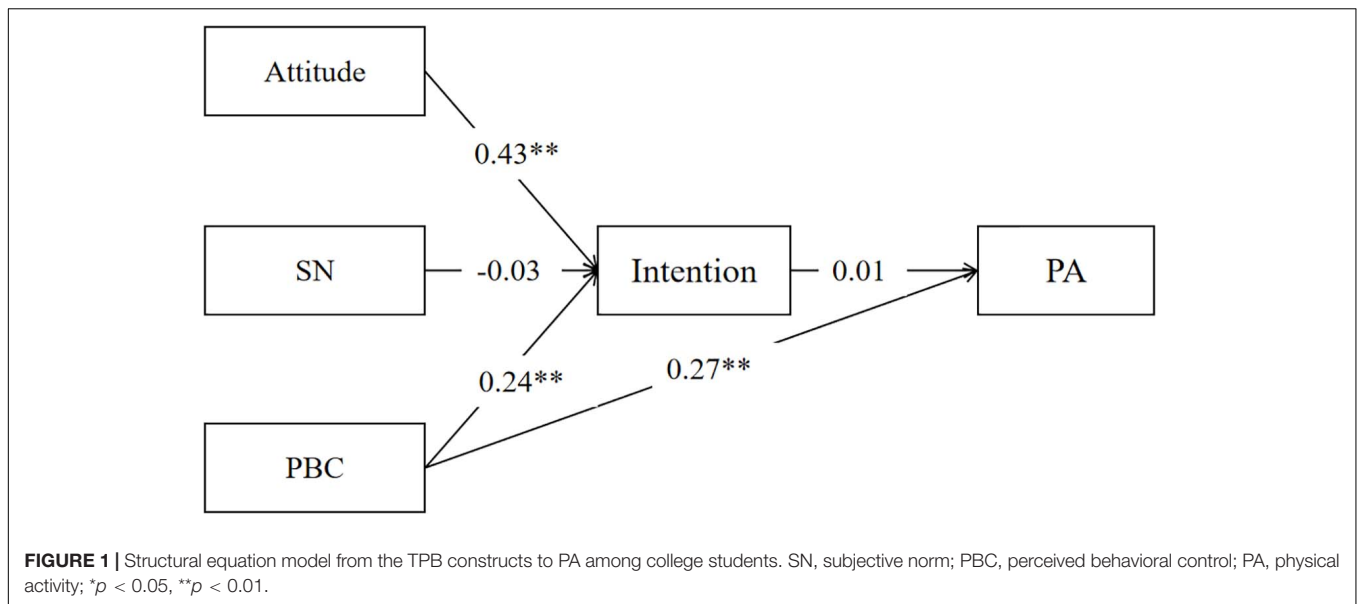 Attitude
0.43**
SN
-0.03
Intention
0.01
PA
0.24**
0.27**
PBC
FIGURE 1 | Structural equation model from the TPB constructs to PA among college students. SN, subjective norm; PBC, perceived behavioral control; PA, physical
activity; *p < 0.05, **p < 0.01.